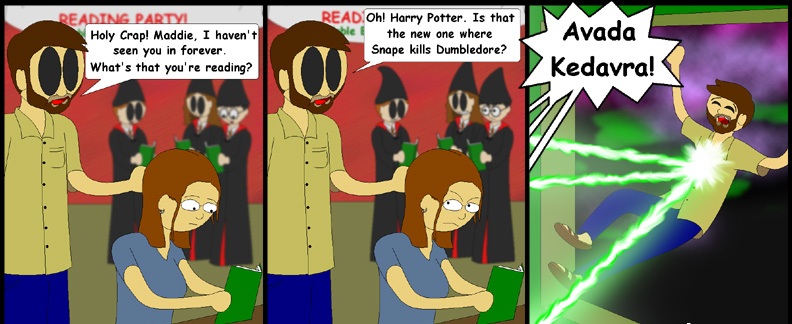 READING PARTY!
Holy Crap! Maddie, I haven't
seen you in forever.
What's that you're reading?
READI
Oh! Harry Potter. Is that
the new one where
Snape kills Dumbledore?
Avada
Kedavra!